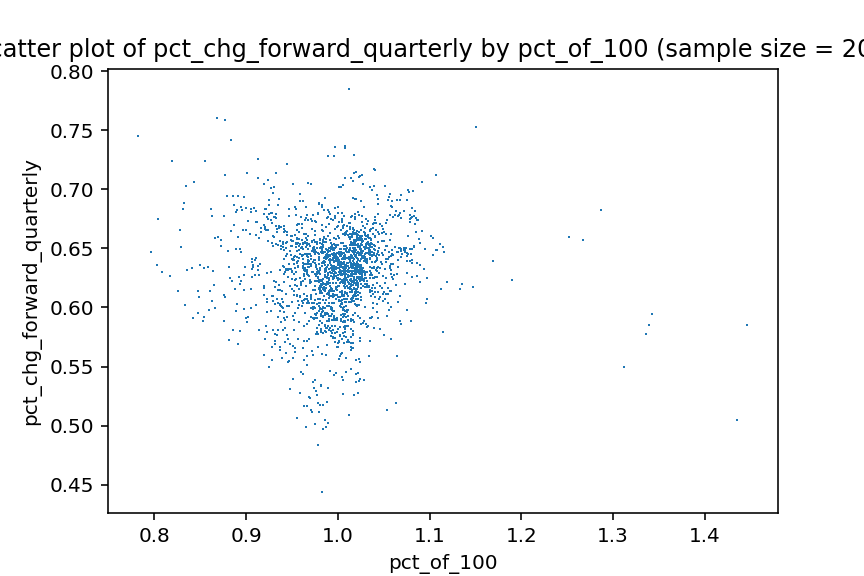 catter plot of pct_chg_forward_quarterly by pct_of_100 (sample size = 20
0.80
0.75
0.70
0.65
0.60
0.55
0.50
0.45
pct_chg_forward_quarterly
0.8 0.9 1.0 1.1 1.2 1.3 1.4
pct_of_100